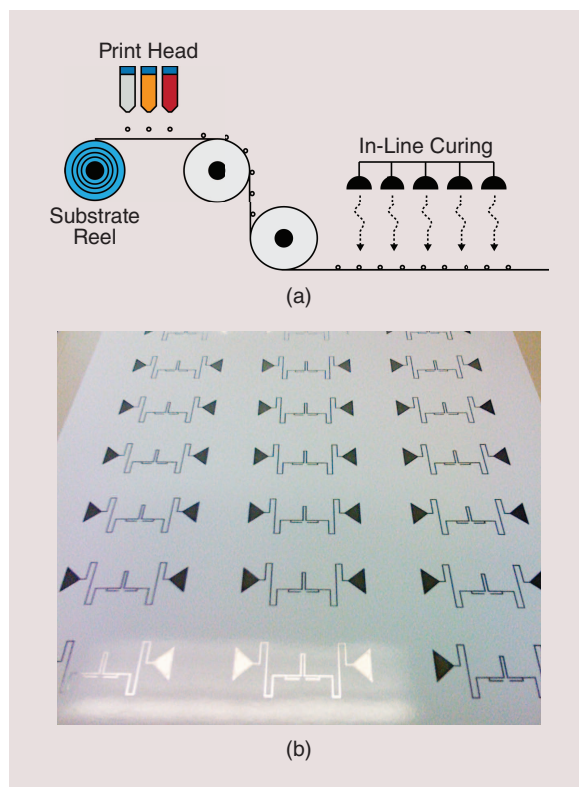 Print Head
In-Line Curing
Substrate
Reel
(a)
(b)